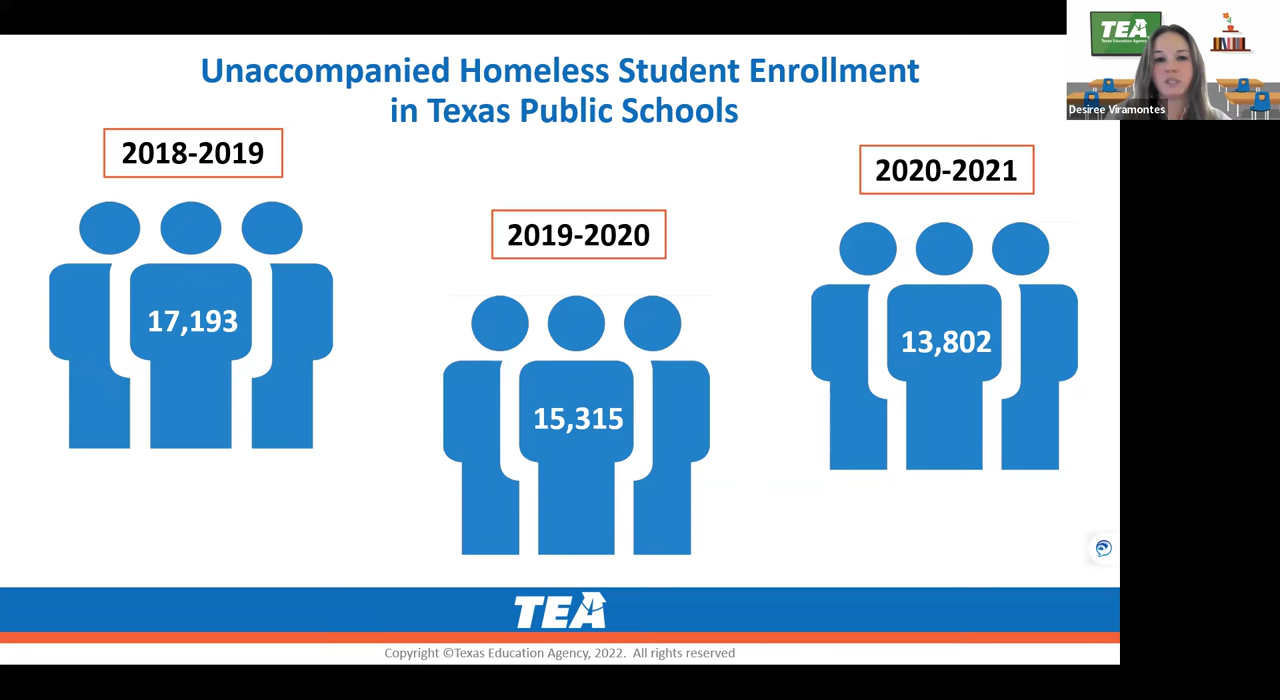 Unaccompanied Homeless Student Enrollment
in Texas Public Schools
2018-2019
17,193
2019-2020
15,315
2020-2021
13,802
TEA
Copyright ©Texas Education Agency, 2022.  All rights reserved
TEA
Texas Education Agency
Desiree Viramontes